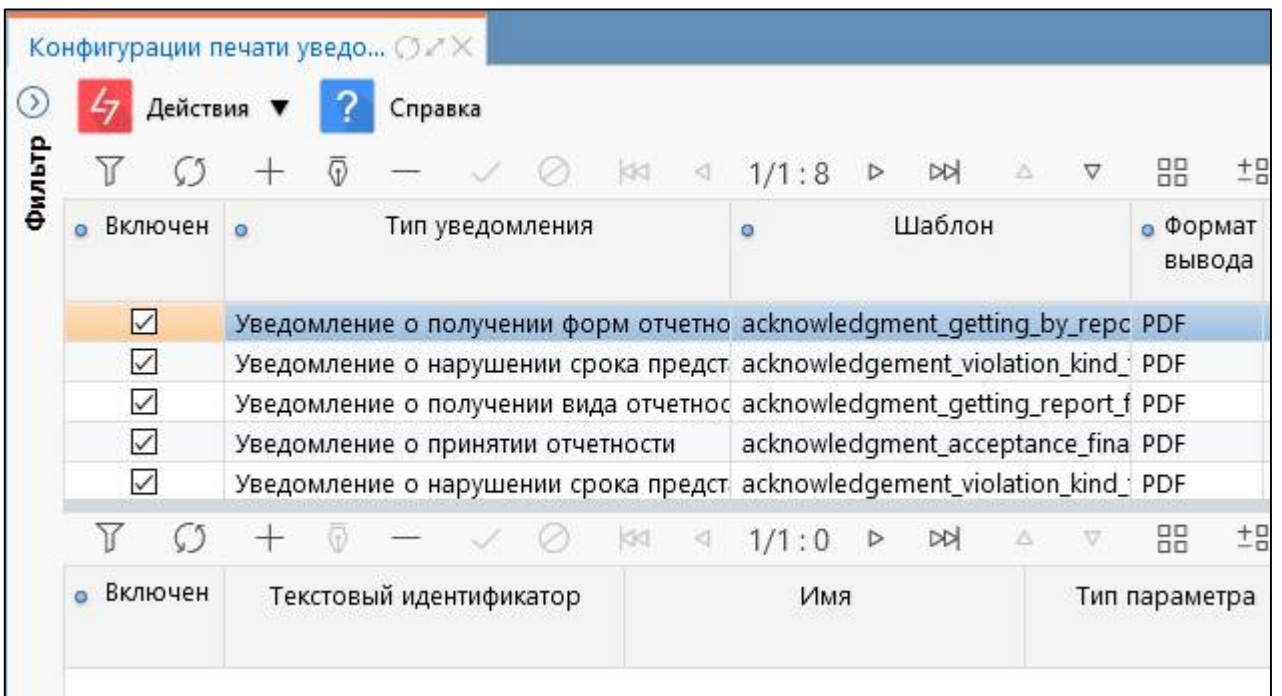 Конфигурации печати уведо...
Фильтр
Действия ▼ ? Справка
1/1 : 8
Включен Тип уведомления Шаблон Формат вывода
Уведомление о получении форм отчетно acknowledgment_getting_by_repo PDF
Уведомление о нарушении срока предст acknowledgement_violation_kind_ PDF
Уведомление о получении вида отчетнос acknowledgment_getting_report_f PDF
Уведомление о принятии отчетности acknowledgment_acceptance_fina PDF
Уведомление о нарушении срока предст acknowledgement_violation_kind_ PDF
1/1 : 0
Включен Текстовый идентификатор Имя Тип параметра